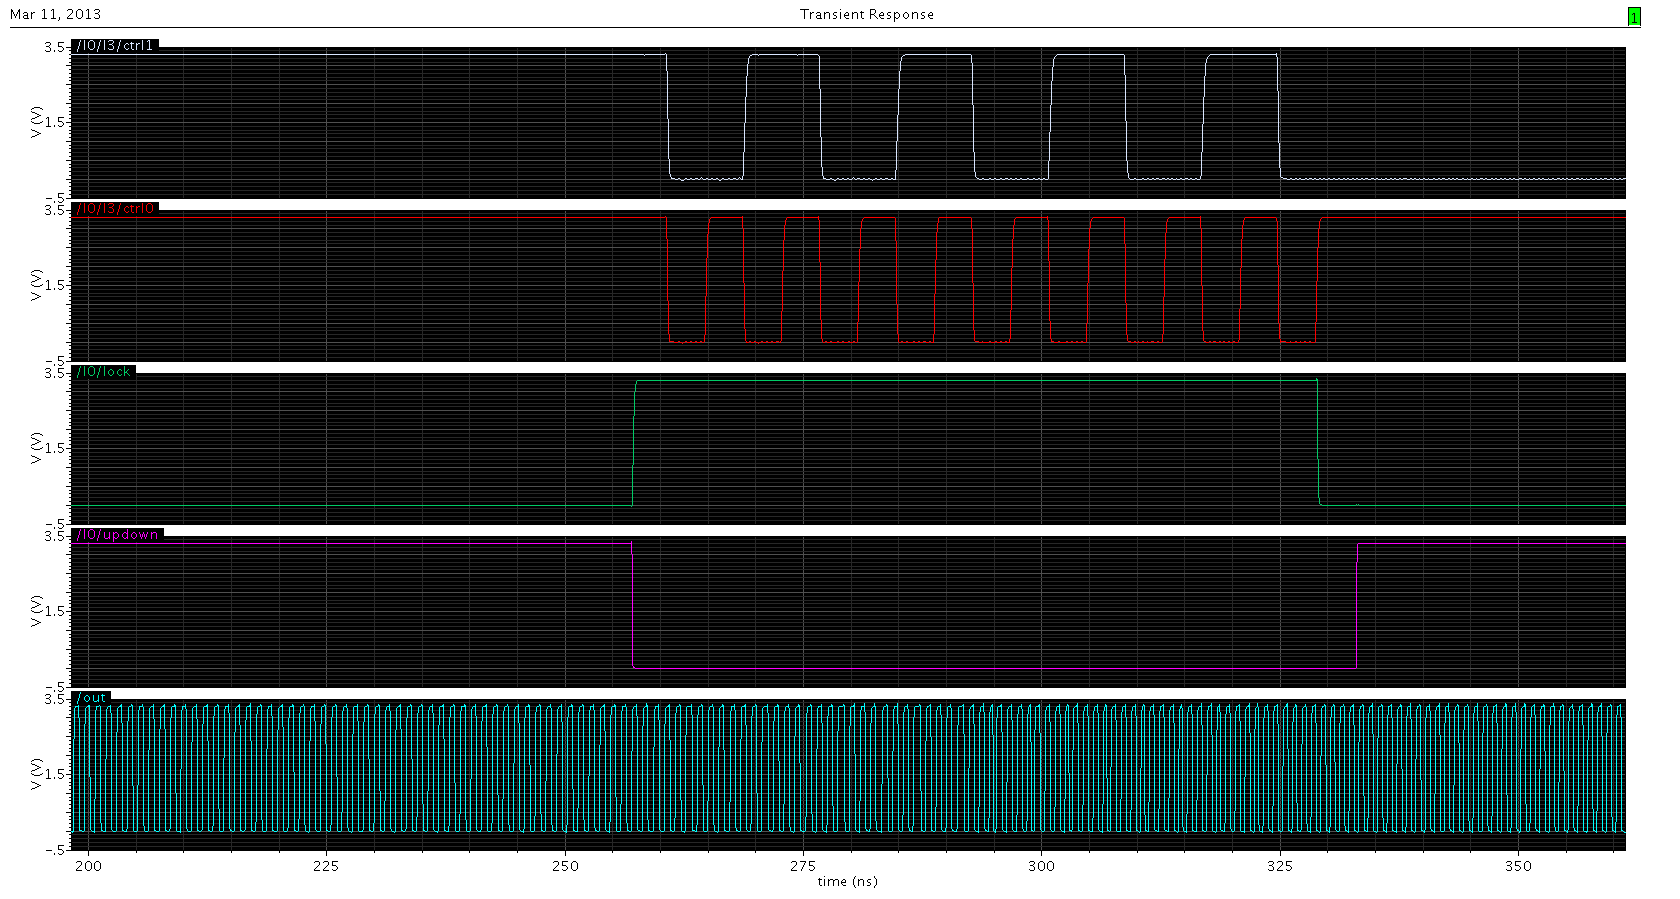 Mar 11, 2013
Transient Response
1
/I0/I3/ctrl1
3.5
V (V)
1.5
-.5
/I0/I3/ctrl0
3.5
V (V)
1.5
-.5
/I0/lock
3.5
V (V)
1.5
-.5
/I0/updown
3.5
V (V)
1.5
-.5
/out
3.5
V (V)
1.5
-.5
200 225 250 275 300 325 350
time (ns)